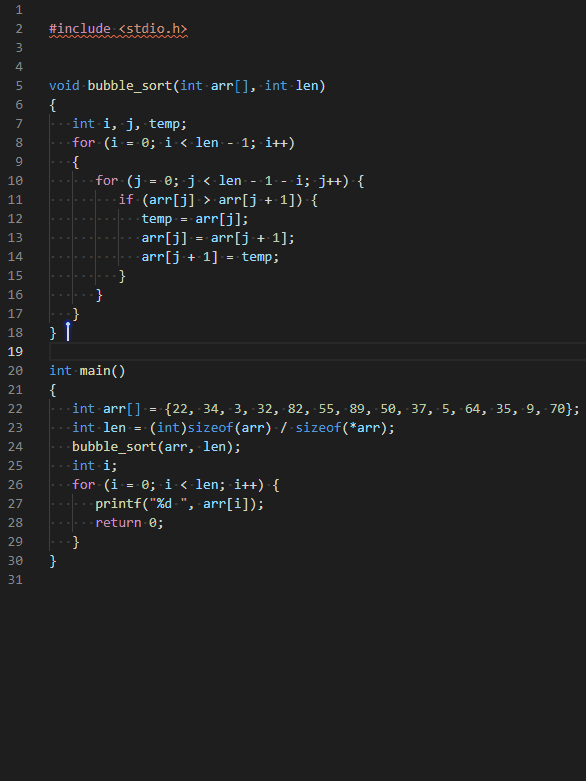 1
2 #include <stdio.h>
3
4
5 void bubble_sort(int arr[], int len)
6 {
7    int i, j, temp;
8    for (i = 0; i < len - 1; i++)
9    {
10       for (j = 0; j < len - 1 - i; j++) {
11          if (arr[j] > arr[j + 1]) {
12             temp = arr[j];
13             arr[j] = arr[j + 1];
14             arr[j + 1] = temp;
15          }
16       }
17    }
18 }
19
20 int main()
21 {
22    int arr[] = {22, 34, 3, 32, 82, 55, 89, 50, 37, 5, 64, 35, 9, 70};
23    int len = (int)sizeof(arr) / sizeof(*arr);
24    bubble_sort(arr, len);
25    int i;
26    for (i = 0; i < len; i++) {
27       printf("%d ", arr[i]);
28       return 0;
29    }
30 }
31